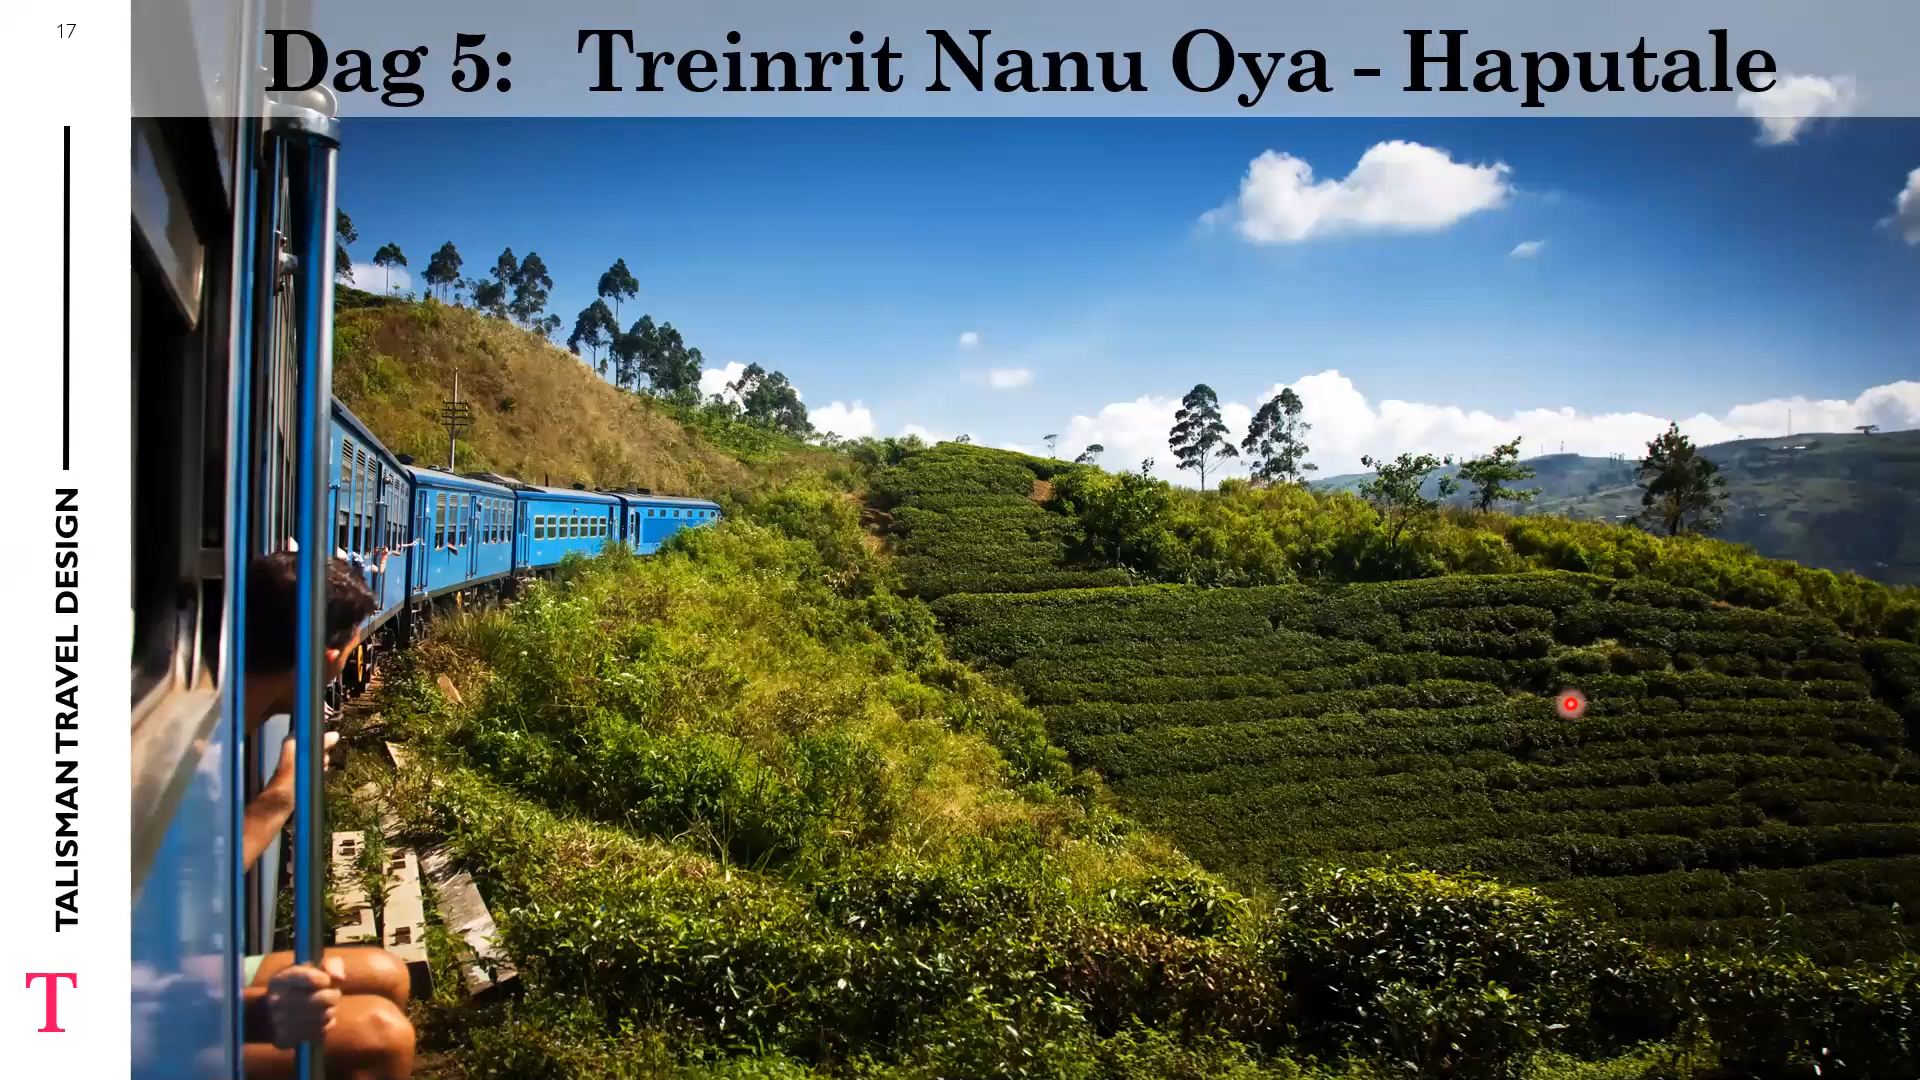 17
Dag 5: Treinrit Nanu Oya - Haputale
TALISMAN TRAVEL DESIGN
T